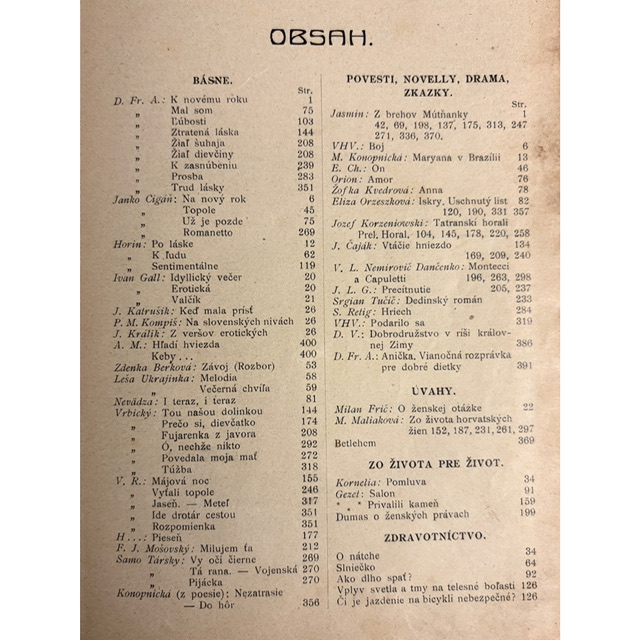 OBSAH.
BÁSNE.
Str.
D. Fr. A.: K novému roku 1
„ Mal som 75
„ Ľúbosti 103
„ Ztratená láska 144
„ Žiaľ šuhaja 208
„ Žiaľ dievčiny 208
„ K zasnúbeniu 239
„ Prosba 283
„ Trud lásky 351
Janko Cigáň: Na nový rok 6
„ Topole 45
„ Už je pozde 75
„ Romanetto 269
Horin: Po láske 12
„ K ľudu 62
„ Sentimentálne 119
Ivan Gall: Idyllický večer 20
„ Erotická 20
„ Valčík 21
J. Katrušik: Keď mala prísť 26
P. M. Kompiš: Na slovenských nivách 26
J. Králik: Z veršov erotických 26
A. M.: Hľadí hviezda 400
Keby . . . 400
Zdenka Berková: Závoj (Rozbor) 53
Leša Ukrajinka: Melodia 58
„ Večerná chvíľa 59
Nevädza: I teraz, i teraz 81
Vrbický: Tou našou dolinkou 144
„ Prečo si, dievčatko 174
„ Fujarenka z javora 208
„ Ó, nechže nikto 292
„ Povedala moja mať 272
„ Túžba 318
V. R.: Májová noc 155
„ Vyťali topole 246
„ Jaseň. — Meteľ 317
„ Ide drotár cestou 351
„ Rozpomienka 351
H . . .: Pieseň 177
F. J. Mošovský: Milujem ťa 212
Samo Társky: Vy očí čierne 269
„ Tá rana. — Vojenská 270
„ Pijácka 270
Konopnická (z poesie): Nezatrasie
— Do hôr 356
POVESTI, NOVELLY, DRAMA,
ZKAZKY.
Str.
Jasmín: Z brehov Mútňanky 1
42, 69, 198, 137, 175, 313, 247
271, 336, 370.
VHV.: Boj 6
M. Konopnická: Maryana v Brazílii 13
E. Ch.: On 46
Orion: Amor 76
Žofka Kvedrová: Anna 78
Eliza Orzeszková: Iskry, Uschnutý list 82
120, 190, 331 357
Jozef Korzeniowski: Tatranskí horali
Prel. Horal. 104, 145, 178, 220, 258
J. Čaják: Vtáčie hniezdo 134
169, 209, 240
V. L. Nemirovič Dančenko: Montecci
a Capuletti 196, 263, 298
J. L. G.: Precítnutie 205, 237
Srgian Tučič: Dedinský román 233
S. Retig: Hriech 284
VHV.: Podarilo sa 319
D. V.: Dobrodružstvo v ríši kráľov-
nej Zimy 386
D. Fr. A.: Anička, Vianočná rozprávka
pre dobré dietky 391
ÚVAHY.
Milan Frič: O ženskej otázke 22
M. Maliaková: Zo života horvatských
žien 152, 187, 231, 261, 297
Betlehem 369
ZO ŽIVOTA PRE ŽIVOT.
Kornelia: Pomluva 34
Gezel: Salon 91
* * * Privalili kameň 159
Dumas o ženských právach 199
ZDRAVOTNÍCTVO.
O nátche 34
Slniečko 64
Ako dlho spať? 92
Vplyv svetla a tmy na telesné boľasti 126
Či je jazdenie na bicykli nebezpečné? 126